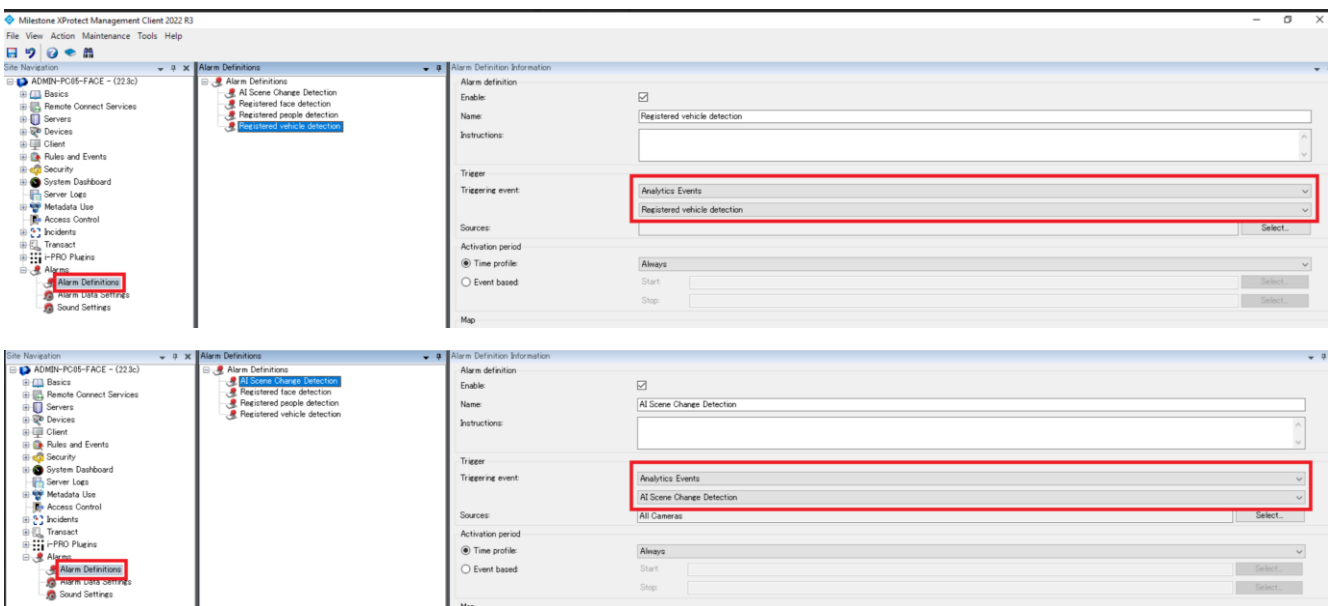 Milestone XProtect Management Client 2022 R3
File View Action Maintenance Tools Help
Site Navigation
ADMIN-PC05-FACE - (22.3c)
Basics
Remote Connect Services
Servers
Devices
Client
Rules and Events
Security
System Dashboard
Server Logs
Metadata Use
Access Control
Incidents
Transact
i-PRO Plugins
Alarms
Alarm Definitions
Alarm Data Settings
Sound Settings
Alarm Definitions
Alarm Definitions
AI Scene Change Detection
Registered face detection
Registered people detection
Registered vehicle detection
Alarm Definition Information
Alarm definition
Enable:
Name: Registered vehicle detection
Instructions:
Trigger
Triggering event: Analytics Events
Registered vehicle detection
Sources: Select...
Activation period
Time profile: Always
Event based: Start: Select...
Stop: Select...
Map
Site Navigation
ADMIN-PC05-FACE - (22.3c)
Basics
Remote Connect Services
Servers
Devices
Client
Rules and Events
Security
System Dashboard
Server Logs
Metadata Use
Access Control
Incidents
Transact
i-PRO Plugins
Alarms
Alarm Definitions
Alarm Data Settings
Sound Settings
Alarm Definitions
Alarm Definitions
AI Scene Change Detection
Registered face detection
Registered people detection
Registered vehicle detection
Alarm Definition Information
Alarm definition
Enable:
Name: AI Scene Change Detection
Instructions:
Trigger
Triggering event: Analytics Events
AI Scene Change Detection
Sources: All Cameras Select...
Activation period
Time profile: Always
Event based: Start: Select...
Stop: Select...
Map